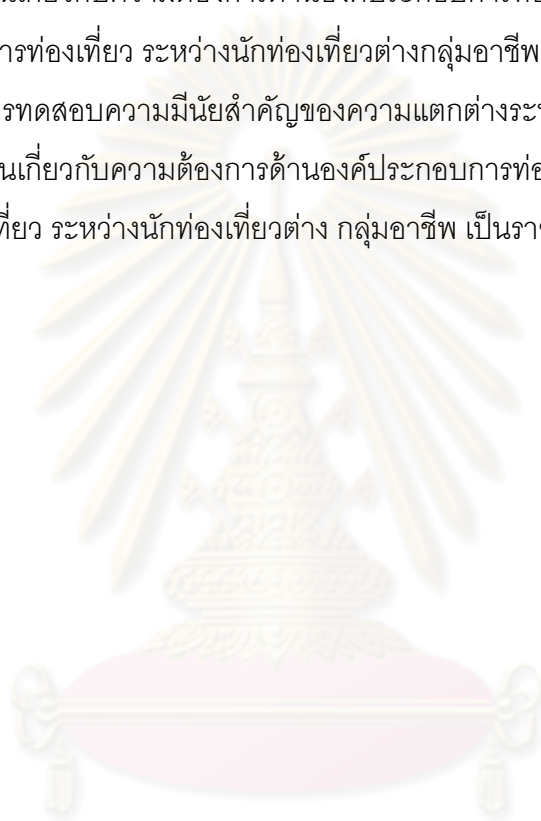 การท่องเที่ยว ระหว่างนักท่องเที่ยวต่างกลุ่มอาชีพ
รทดสอบความมีนัยสำคัญของความแตกต่างระ
นเกี่ยวกับความต้องการด้านองค์ประกอบการท่อ
ที่ยว ระหว่างนักท่องเที่ยวต่าง กลุ่มอาชีพ เป็นรา